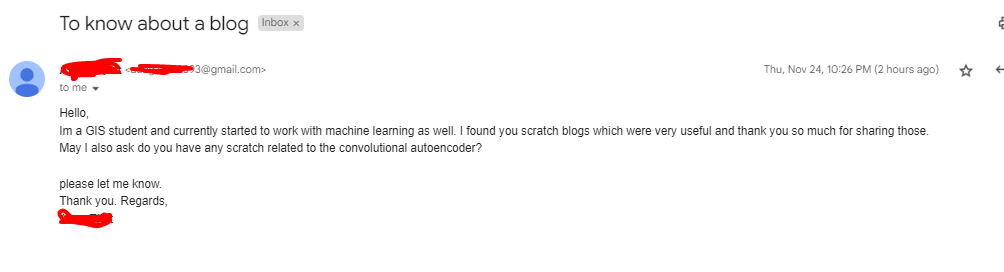 To know about a blog Inbox ×
3@gmail.com>
Thu, Nov 24, 10:26 PM (2 hours ago)
to me
Hello,
Im a GIS student and currently started to work with machine learning as well. I found you scratch blogs which were very useful and thank you so much for sharing those.
May I also ask do you have any scratch related to the convolutional autoencoder?
please let me know.
Thank you. Regards,